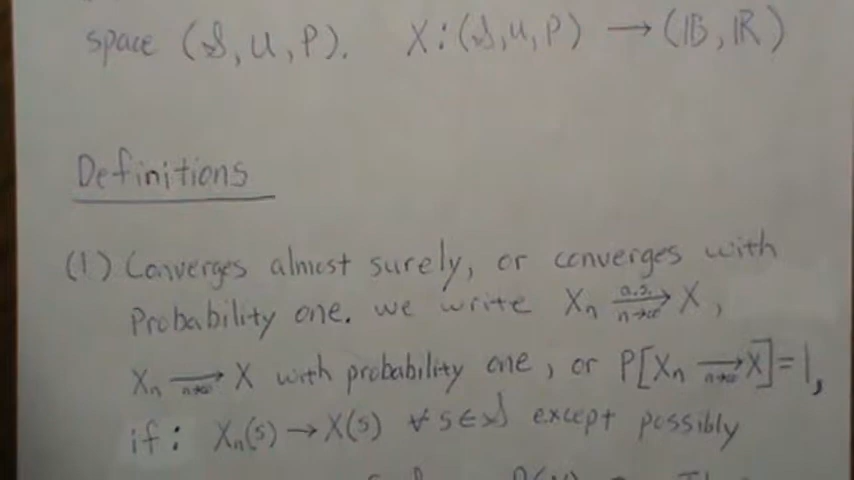 space (𝒮, U, P). X:(𝒮, U, P) → (𝔹, ℝ)
Definitions
(1) Converges almost surely, or converges with
Probability one. we write Xₙ —a.s.→ₙ→∞ X,
Xₙ →ₙ→∞ X with probability one, or P[Xₙ →ₙ→∞ X] = 1,
if: Xₙ(s) → X(s) ∀ s ∈ 𝒮 except possibly